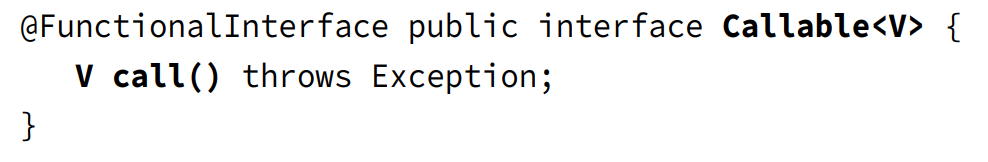 @FunctionalInterface public interface Callable<V> {
   V call() throws Exception;
}